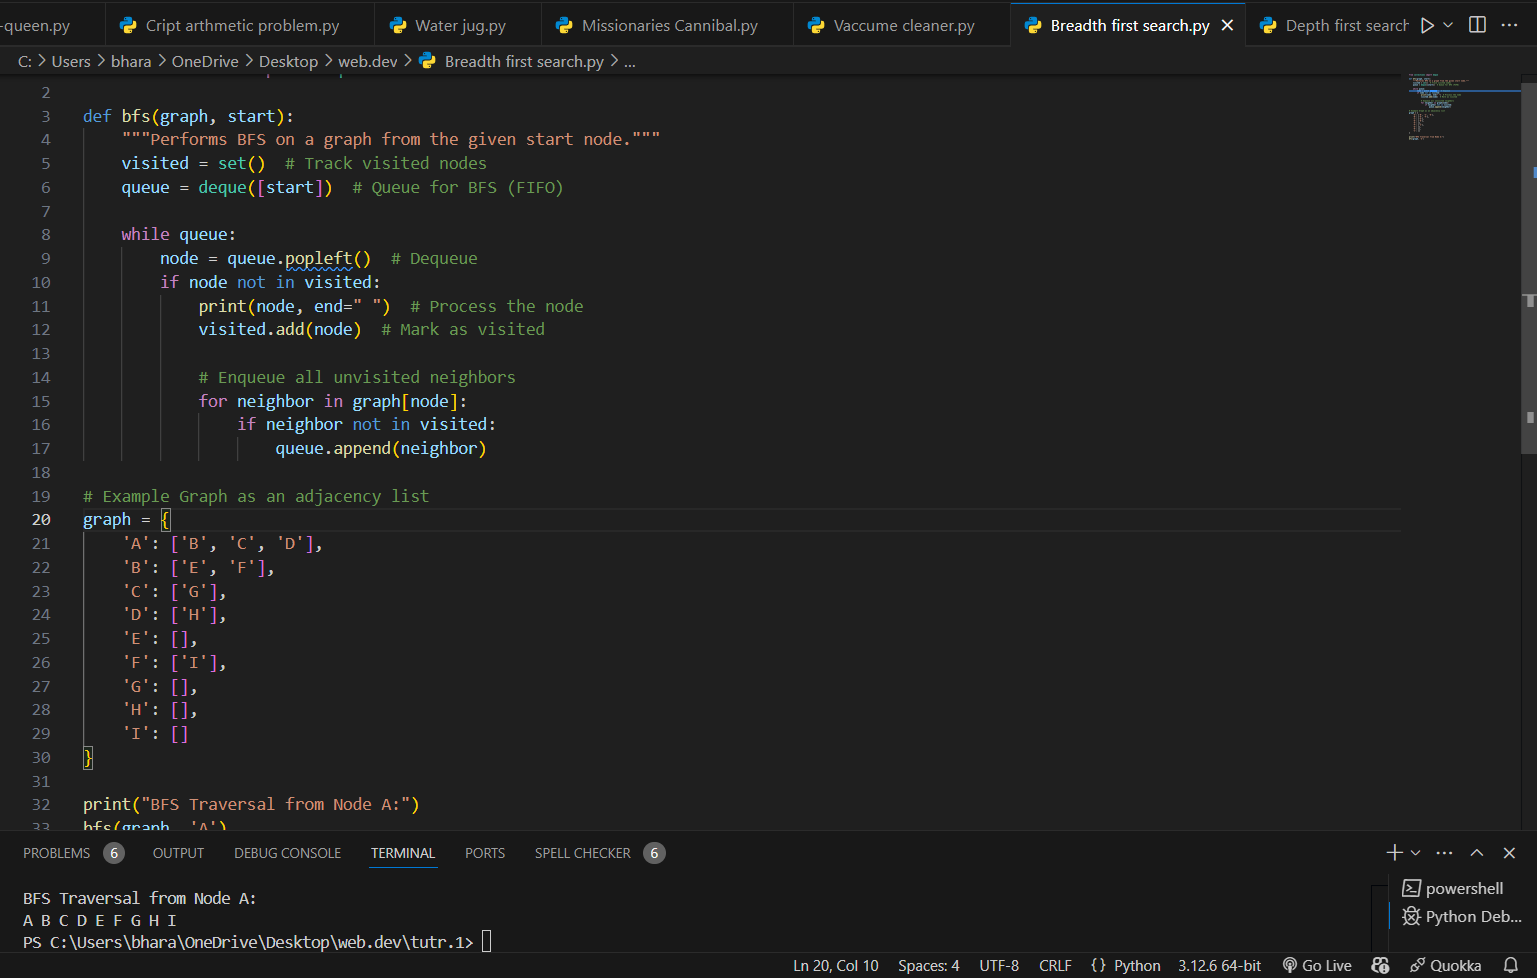 -queen.py Cript arthmetic problem.py Water jug.py Missionaries Cannibal.py Vaccume cleaner.py Breadth first search.py Depth first search
C: > Users > bhara > OneDrive > Desktop > web.dev > Breadth first search.py > ...
2
3 def bfs(graph, start):
4 """Performs BFS on a graph from the given start node."""
5 visited = set()  # Track visited nodes
6 queue = deque([start])  # Queue for BFS (FIFO)
7
8 while queue:
9 node = queue.popleft()  # Dequeue
10 if node not in visited:
11 print(node, end=" ")  # Process the node
12 visited.add(node)  # Mark as visited
13
14 # Enqueue all unvisited neighbors
15 for neighbor in graph[node]:
16 if neighbor not in visited:
17 queue.append(neighbor)
18
19 # Example Graph as an adjacency list
20 graph = {
21 'A': ['B', 'C', 'D'],
22 'B': ['E', 'F'],
23 'C': ['G'],
24 'D': ['H'],
25 'E': [],
26 'F': ['I'],
27 'G': [],
28 'H': [],
29 'I': []
30 }
31
32 print("BFS Traversal from Node A:")
33 bfs(graph, 'A')
PROBLEMS 6 OUTPUT DEBUG CONSOLE TERMINAL PORTS SPELL CHECKER 6
BFS Traversal from Node A:
A B C D E F G H I
PS C:\Users\bhara\OneDrive\Desktop\web.dev\tutr.1>
powershell
Python Deb...
Ln 20, Col 10 Spaces: 4 UTF-8 CRLF {} Python 3.12.6 64-bit Go Live Quokka